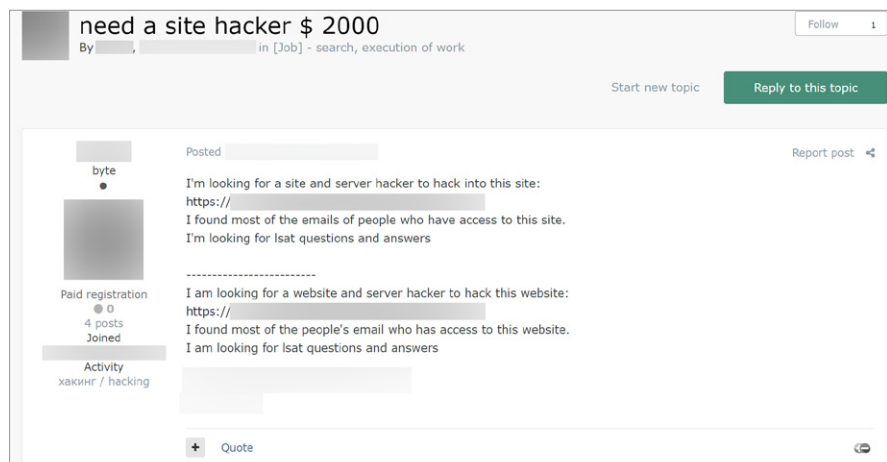 need a site hacker $ 2000
By , in [Job] - search, execution of work
Follow 1
Start new topic
Reply to this topic
byte
Paid registration
0
4 posts
Joined
Activity
хакинг / hacking
Posted
Report post
I'm looking for a site and server hacker to hack into this site:
https://
I found most of the emails of people who have access to this site.
I'm looking for lsat questions and answers
-------------------------
I am looking for a website and server hacker to hack this website:
https://
I found most of the people's email who has access to this website.
I am looking for lsat questions and answers
+ Quote